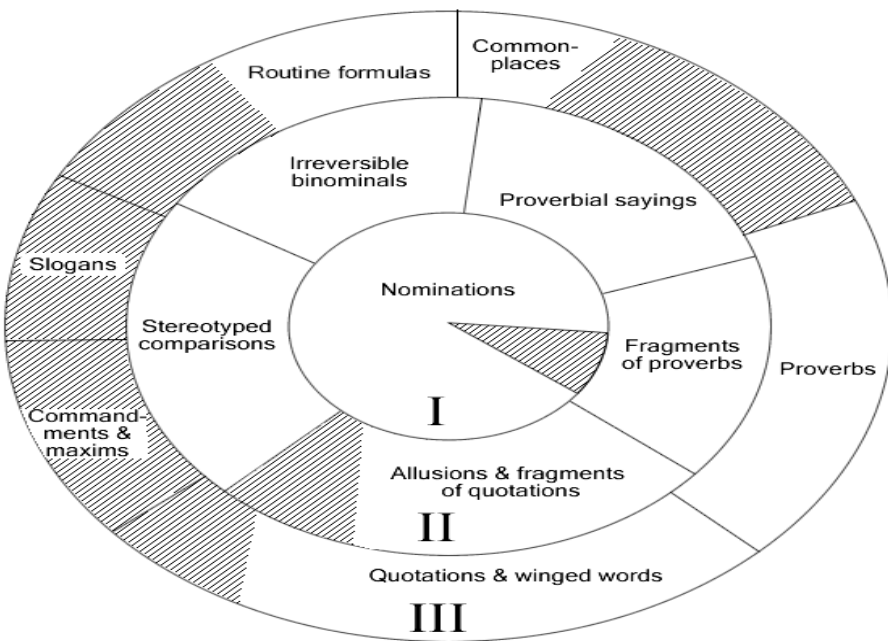 Routine formulas
Common-
places
Irreversible
binominals
Proverbial sayings
Slogans
Nominations
Stereotyped
comparisons
Fragments
of proverbs
Proverbs
I
Command-
ments &
maxims
Allusions & fragments
of quotations
II
Quotations & winged words
III